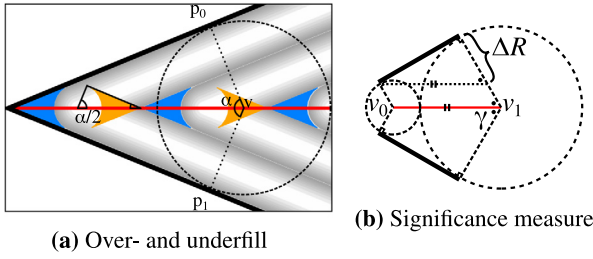 p₀
ΔR
α v
v₀ v₁
α/2
γ
p₁
(a) Over- and underfill
(b) Significance measure